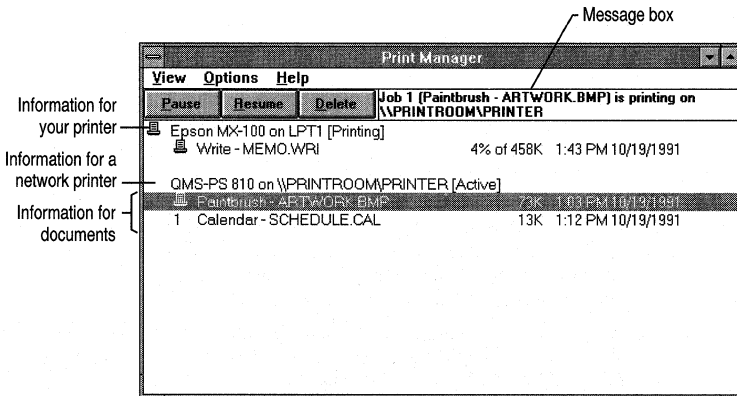 Message box
Print Manager
View Options Help
Pause Resume Delete
Job 1 (Paintbrush - ARTWORK.BMP) is printing on
\\PRINTROOM\PRINTER
Information for
your printer
Epson MX-100 on LPT1 [Printing]
Write - MEMO.WRI 4% of 458K 1:43 PM 10/19/1991
Information for a
network printer
QMS-PS 810 on \\PRINTROOM\PRINTER [Active]
Paintbrush - ARTWORK.BMP 73K 1:03 PM 10/19/1991
Information for
documents
1 Calendar - SCHEDULE.CAL 13K 1:12 PM 10/19/1991